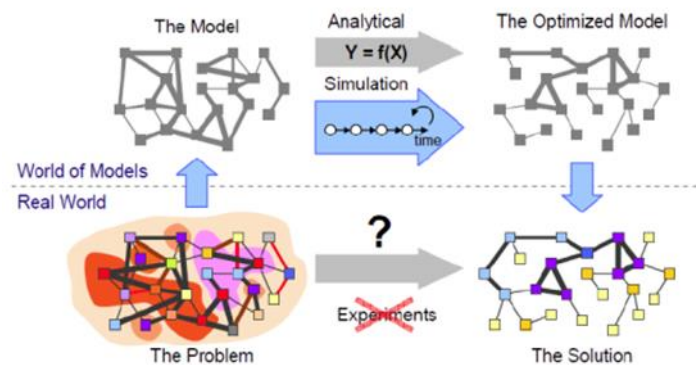 The Model
Analytical
The Optimized Model
Y = f(X)
Simulation
time
World of Models
Real World
?
Experiments
The Problem
The Solution